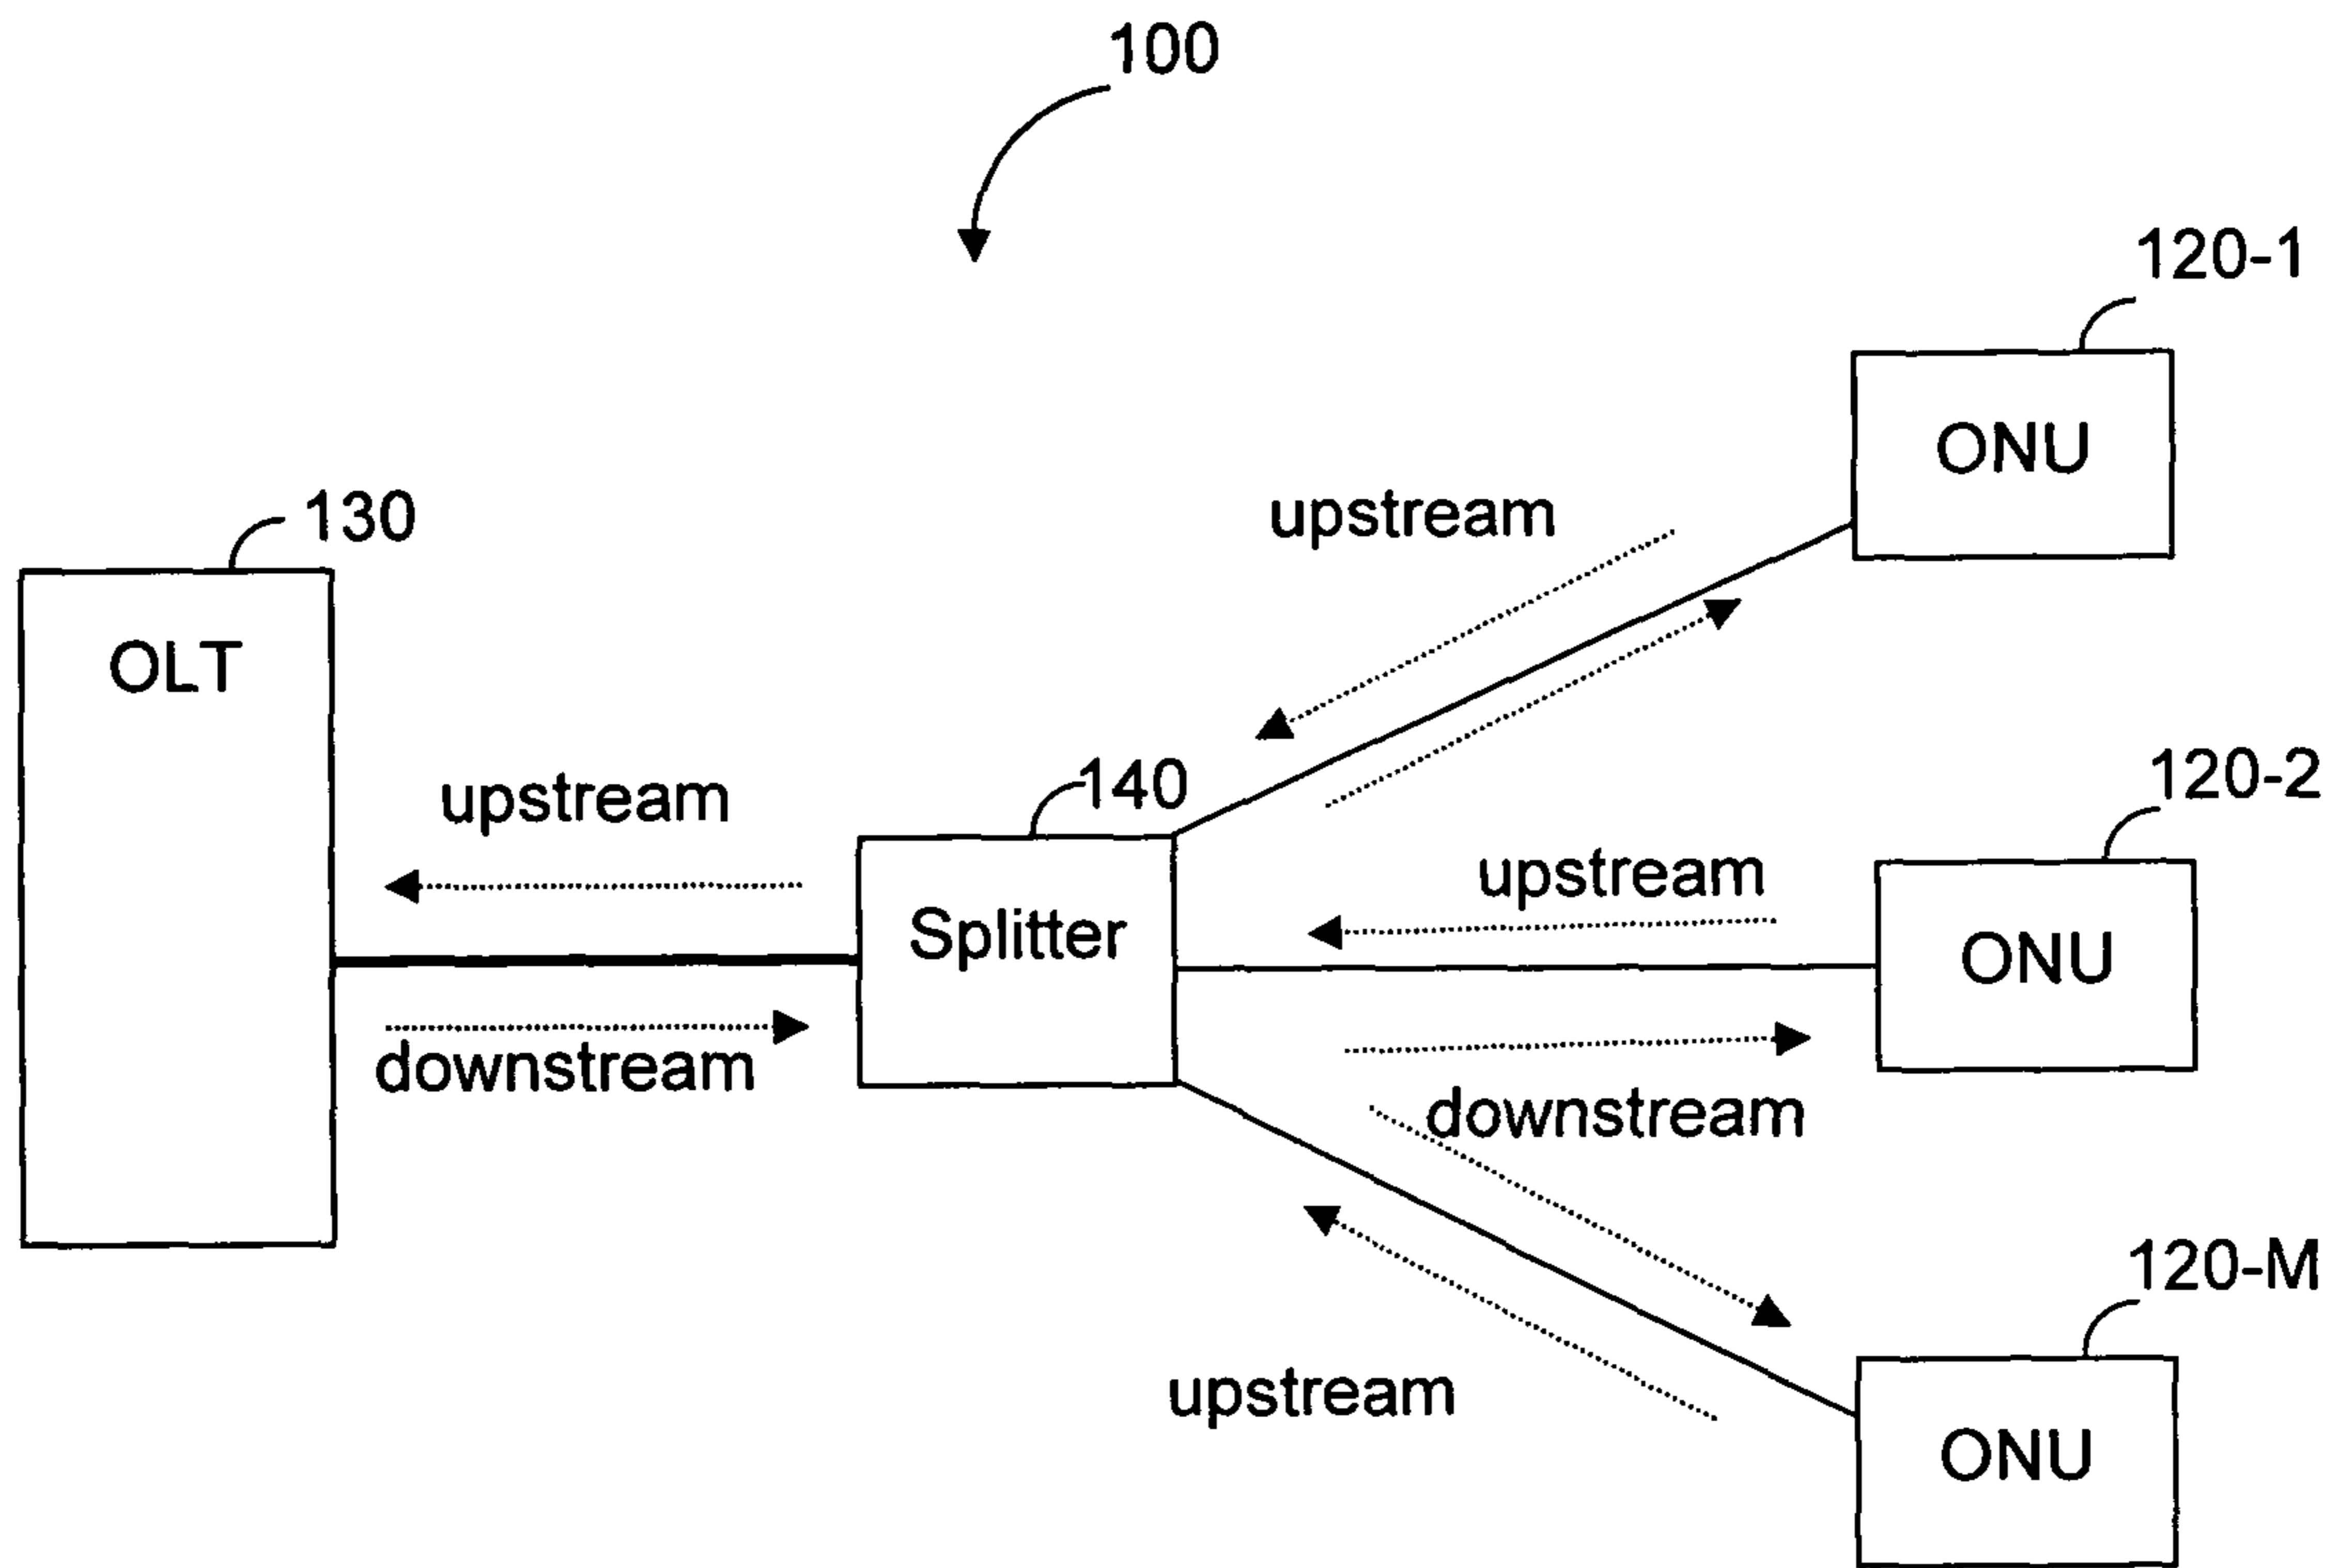 100
120-1
ONU
upstream
130
OLT
140
120-2
upstream
upstream
Splitter
ONU
downstream
downstream
120-M
upstream
ONU